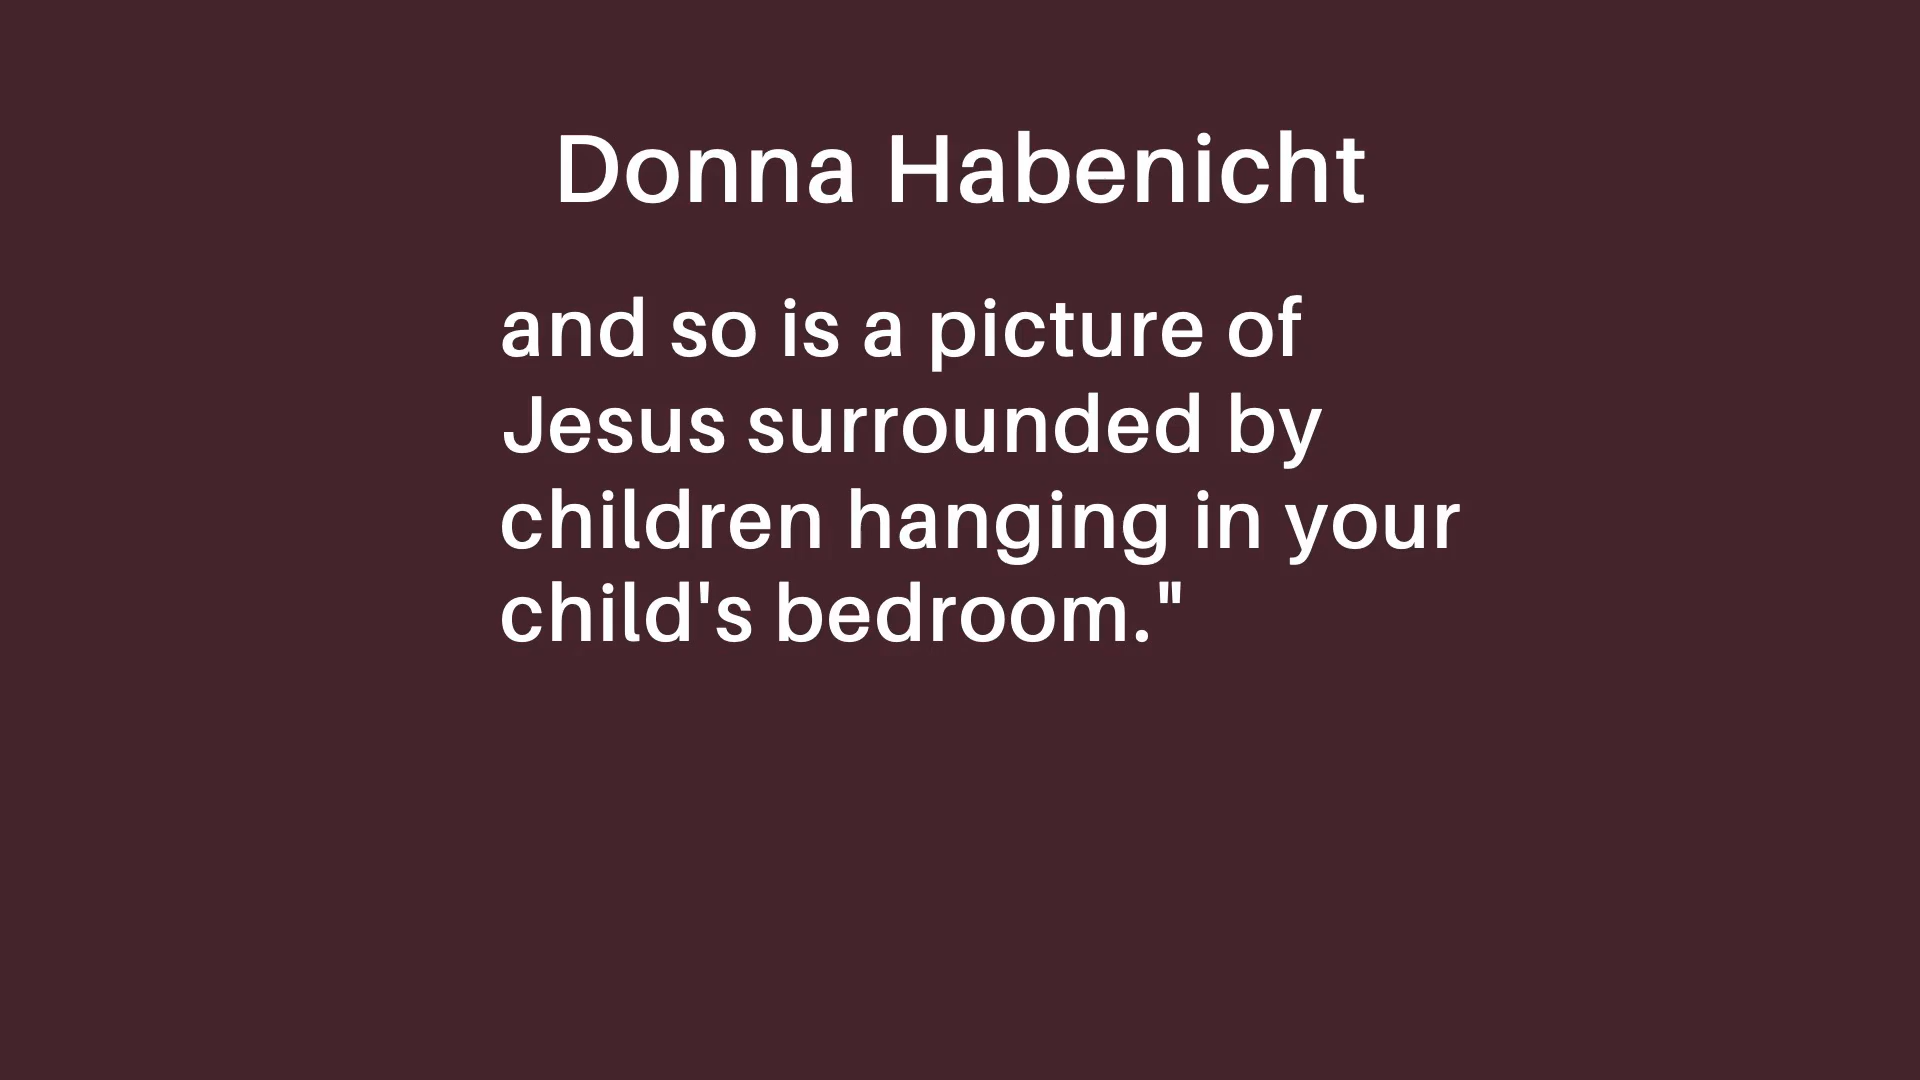 Donna Habenicht
and so is a picture of
Jesus surrounded by
children hanging in your
child's bedroom."